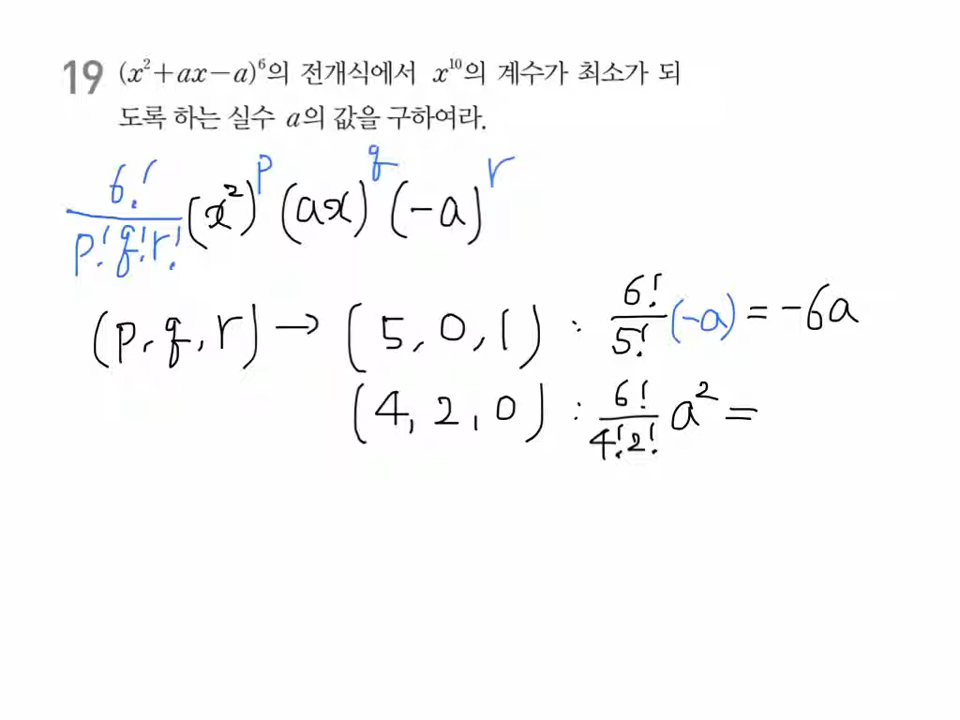 19 (x²+ax-a)⁶의 전개식에서 x¹⁰의 계수가 최소가 되
도록 하는 실수 a의 값을 구하여라.
6!/(p!q!r!) (x²)^p (ax)^q (-a)^r
(p, q, r) → (5, 0, 1) : 6!/5! (-a) = -6a
(4, 2, 0) : 6!/(4!2!) a² =